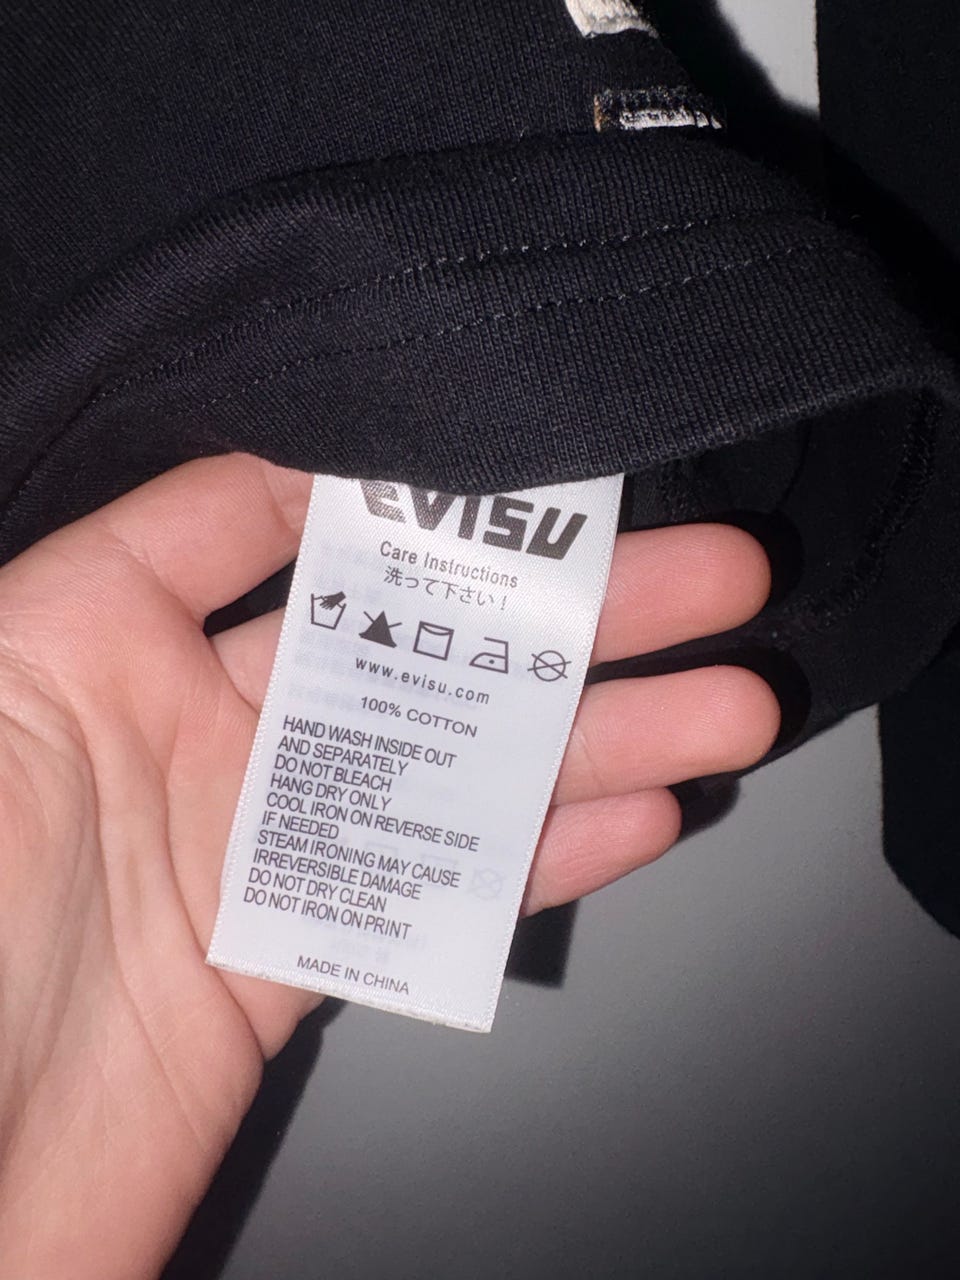 EVISU
Care Instructions
洗って下さい!
www.evisu.com
100% COTTON
HAND WASH INSIDE OUT
AND SEPARATELY
DO NOT BLEACH
HANG DRY ONLY
COOL IRON ON REVERSE SIDE
IF NEEDED
STEAM IRONING MAY CAUSE
IRREVERSIBLE DAMAGE
DO NOT DRY CLEAN
DO NOT IRON ON PRINT
MADE IN CHINA